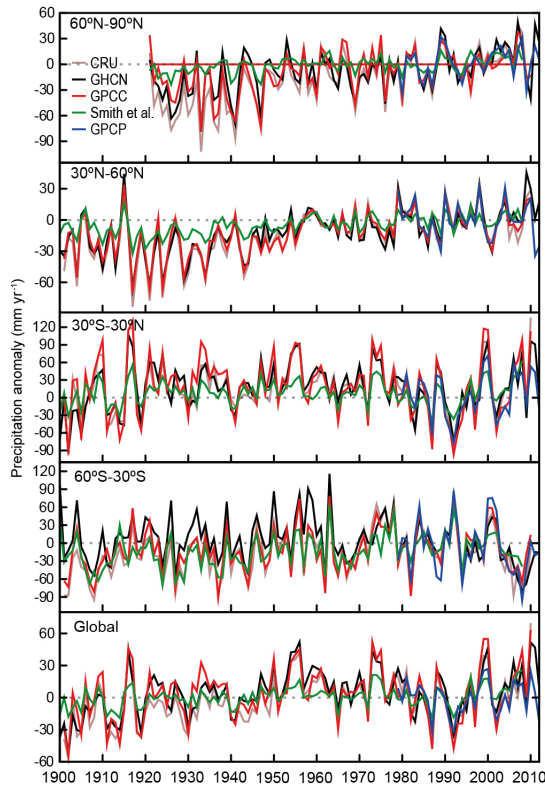 Precipitation anomaly (mm yr⁻¹)
60ºN-90ºN
CRU
GHCN
GPCC
Smith et al.
GPCP
60
30
0
-30
-60
-90
30ºN-60ºN
30
0
-30
-60
30ºS-30ºN
120
90
60
30
0
-30
-60
-90
60ºS-30ºS
120
90
60
30
0
-30
-60
-90
Global
60
30
0
-30
-60
1900 1910 1920 1930 1940 1950 1960 1970 1980 1990 2000 2010